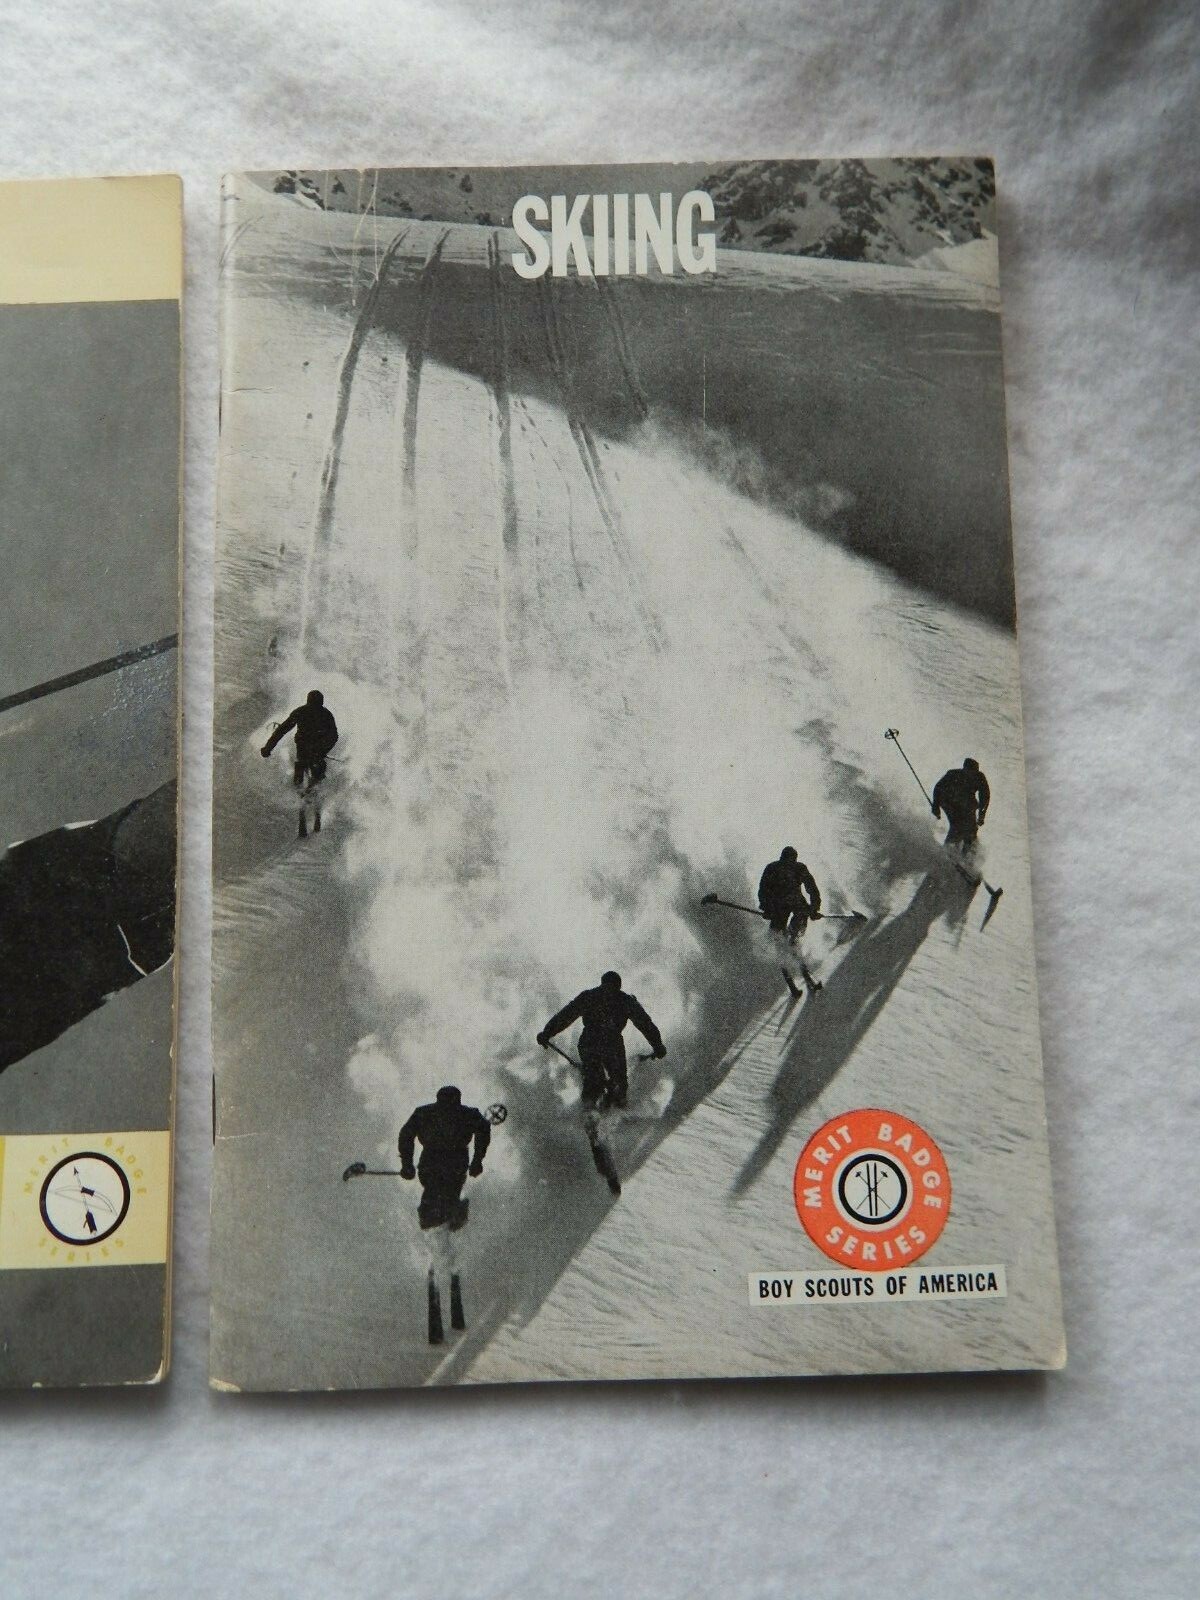 SKIING
MERIT BADGE
SERIES
BOY SCOUTS OF AMERICA
MERIT BADGE
SERIES